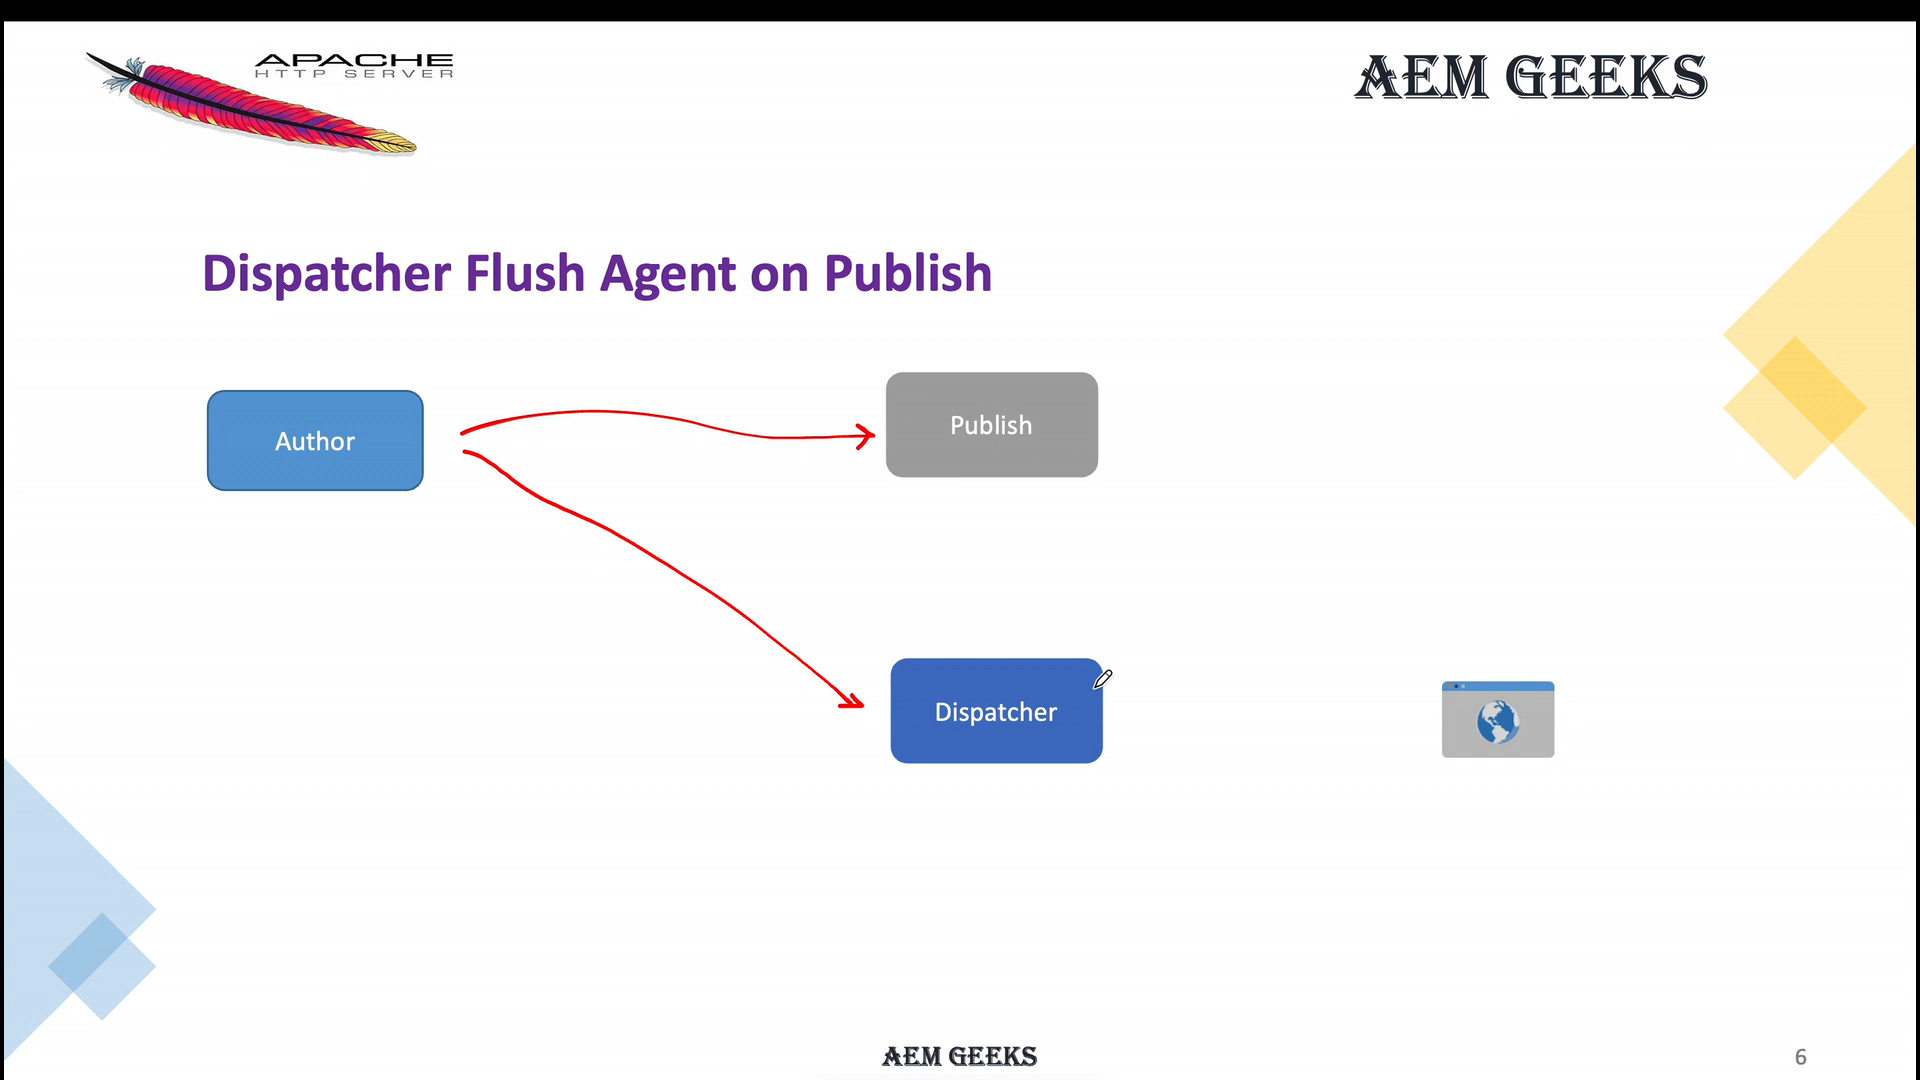 APACHE
HTTP SERVER
AEM GEEKS
Dispatcher Flush Agent on Publish
Author
Publish
Dispatcher
AEM GEEKS
6